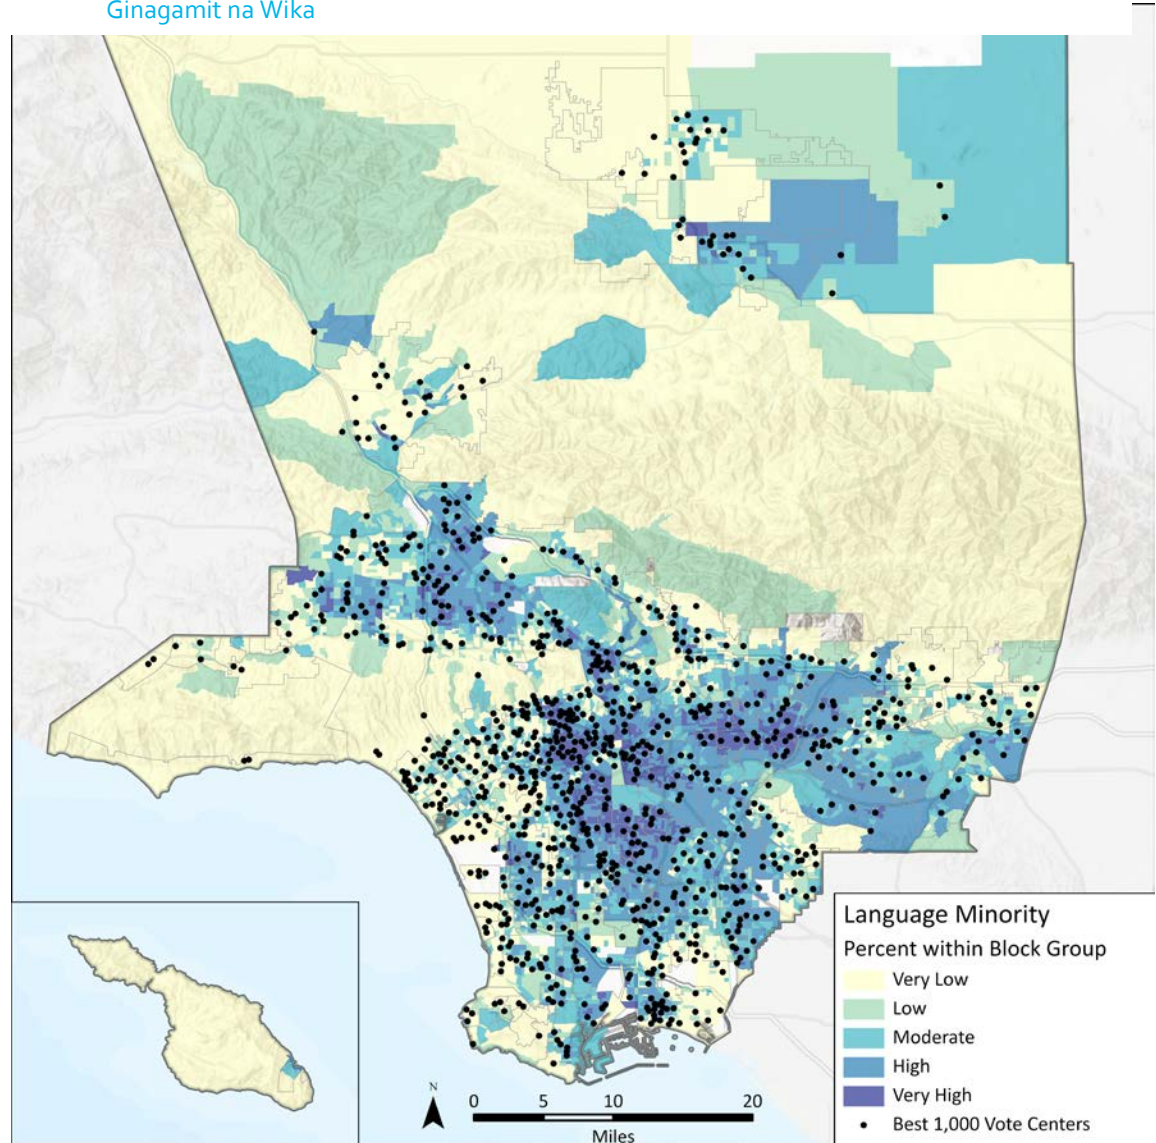 Ginagamit na Wika
Language Minority
Percent within Block Group
Very Low
Low
Moderate
High
Very High
Best 1,000 Vote Centers
N
0 5 10 20
Miles